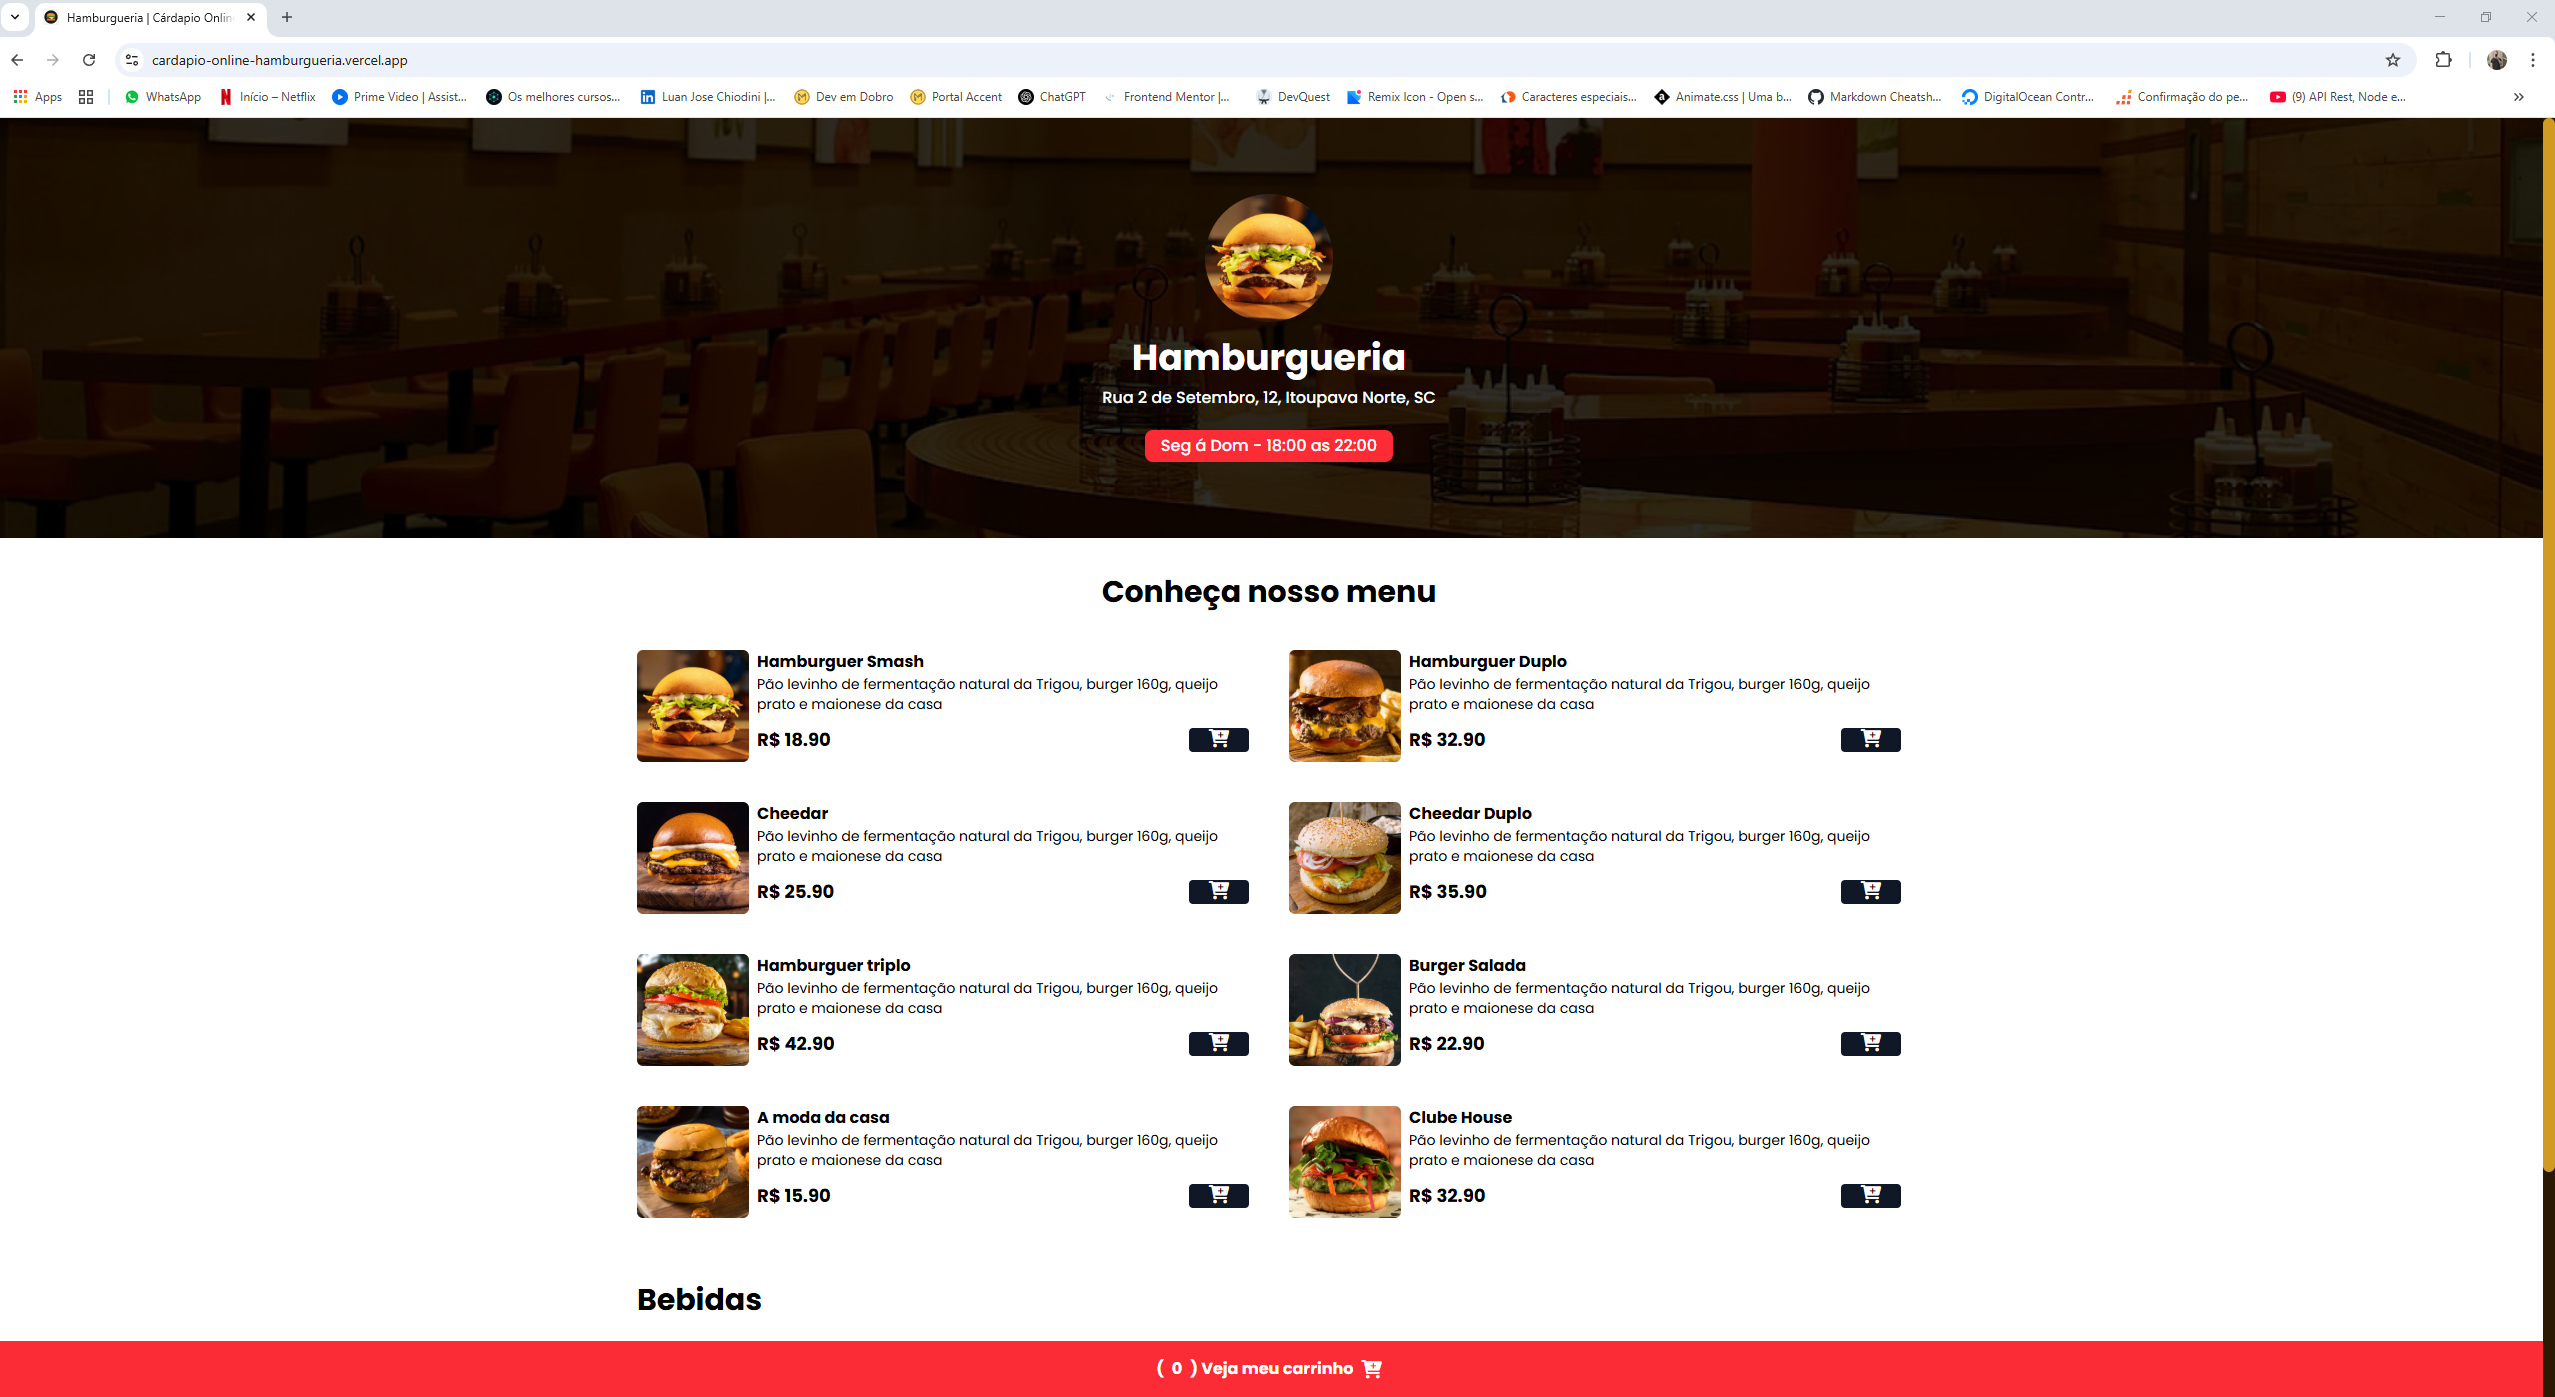 Hamburgueria | Cárdapio Onlin
cardapio-online-hamburgueria.vercel.app
Apps
WhatsApp
Início – Netflix
Prime Video | Assist...
Os melhores cursos...
Luan Jose Chiodini |...
Dev em Dobro
Portal Accent
ChatGPT
Frontend Mentor |...
DevQuest
Remix Icon - Open s...
Caracteres especiais...
Animate.css | Uma b...
Markdown Cheatsh...
DigitalOcean Contr...
Confirmação do pe...
(9) API Rest, Node e...
Hamburgueria
Rua 2 de Setembro, 12, Itoupava Norte, SC
Seg á Dom - 18:00 as 22:00
Conheça nosso menu
Hamburguer Smash
Pão levinho de fermentação natural da Trigou, burger 160g, queijo
prato e maionese da casa
R$ 18.90
Hamburguer Duplo
Pão levinho de fermentação natural da Trigou, burger 160g, queijo
prato e maionese da casa
R$ 32.90
Cheedar
Pão levinho de fermentação natural da Trigou, burger 160g, queijo
prato e maionese da casa
R$ 25.90
Cheedar Duplo
Pão levinho de fermentação natural da Trigou, burger 160g, queijo
prato e maionese da casa
R$ 35.90
Hamburguer triplo
Pão levinho de fermentação natural da Trigou, burger 160g, queijo
prato e maionese da casa
R$ 42.90
Burger Salada
Pão levinho de fermentação natural da Trigou, burger 160g, queijo
prato e maionese da casa
R$ 22.90
A moda da casa
Pão levinho de fermentação natural da Trigou, burger 160g, queijo
prato e maionese da casa
R$ 15.90
Clube House
Pão levinho de fermentação natural da Trigou, burger 160g, queijo
prato e maionese da casa
R$ 32.90
Bebidas
( 0 ) Veja meu carrinho